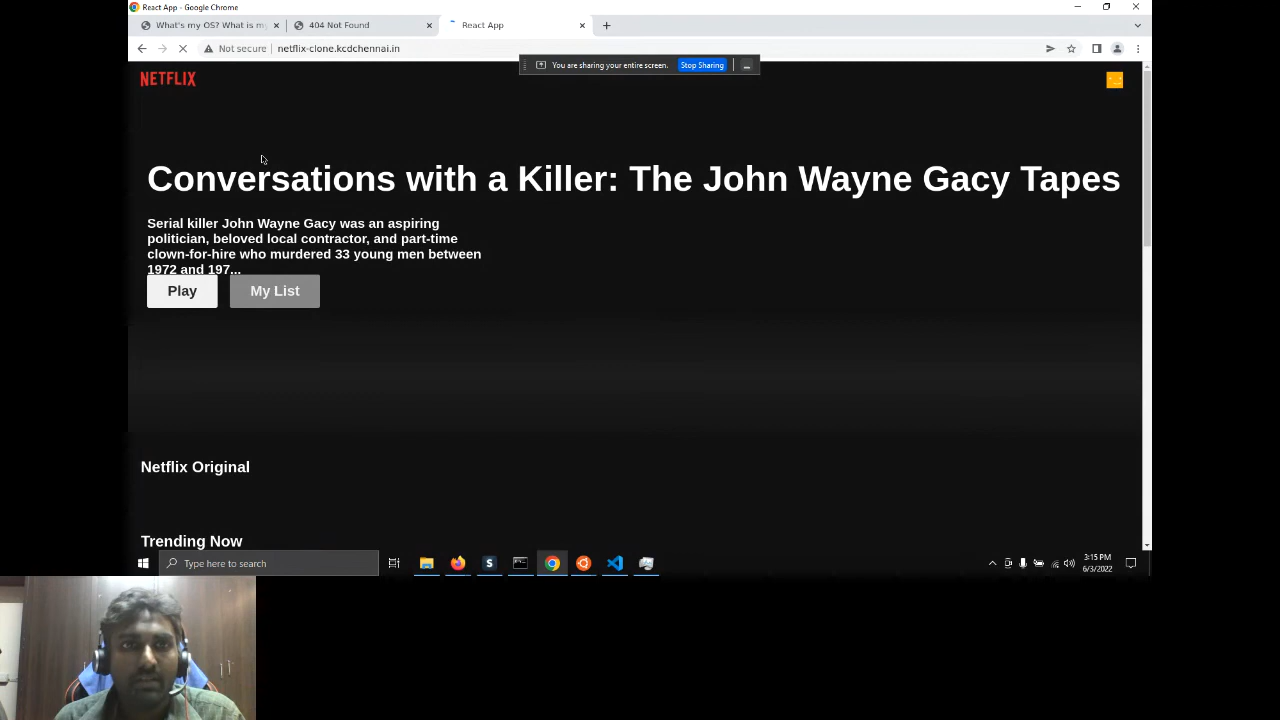 React App - Google Chrome
What's my OS? What is my
404 Not Found
React App
Not secure
netflix-clone.kcdchennai.in
You are sharing your entire screen.
Stop Sharing
NETFLIX
Conversations with a Killer: The John Wayne Gacy Tapes
Serial killer John Wayne Gacy was an aspiring
politician, beloved local contractor, and part-time
clown-for-hire who murdered 33 young men between
1972 and 197...
Play
My List
Netflix Original
Trending Now
Type here to search
S
3:15 PM
6/3/2022